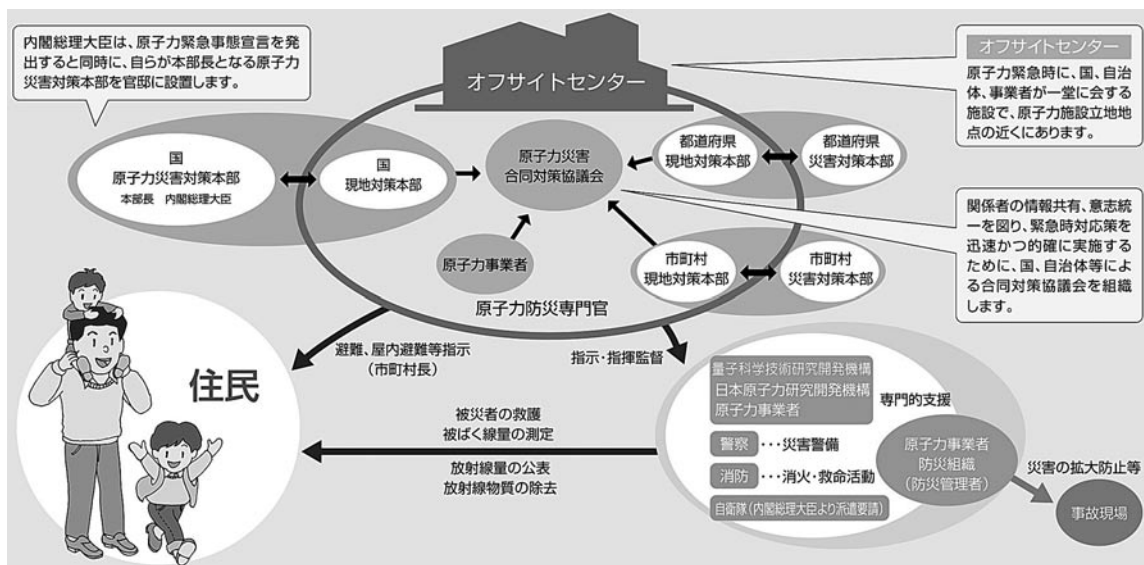 内閣総理大臣は、原子力緊急事態宣言を発
出すると同時に、自らが本部長となる原子力
災害対策本部を官邸に設置します。
オフサイトセンター
オフサイトセンター
原子力緊急時に、国、自治
体、事業者が一堂に会する
施設で、原子力施設立地地
点の近くにあります。
国
原子力災害対策本部
本部長 内閣総理大臣
国
現地対策本部
原子力災害
合同対策協議会
都道府県
現地対策本部
都道府県
災害対策本部
原子力事業者
市町村
現地対策本部
市町村
災害対策本部
関係者の情報共有、意志統
一を図り、緊急時対応策を
迅速かつ的確に実施する
ために、国、自治体等によ
る合同対策協議会を組織
します。
原子力防災専門官
避難、屋内避難等指示
(市町村長)
指示・指揮監督
住民
被災者の救護
被ばく線量の測定
放射線量の公表
放射線物質の除去
量子科学技術研究開発機構
日本原子力研究開発機構
原子力事業者
専門的支援
警察・・・災害警備
消防・・・消火・救命活動
自衛隊(内閣総理大臣より派遣要請)
原子力事業者
防災組織
(防災管理者)
災害の拡大防止等
事故現場